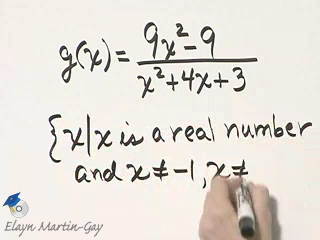 g(x) = 9x² - 9 / x² + 4x + 3
{x | x is a real number
and x ≠ -1, x ≠
Elayn Martin-Gay